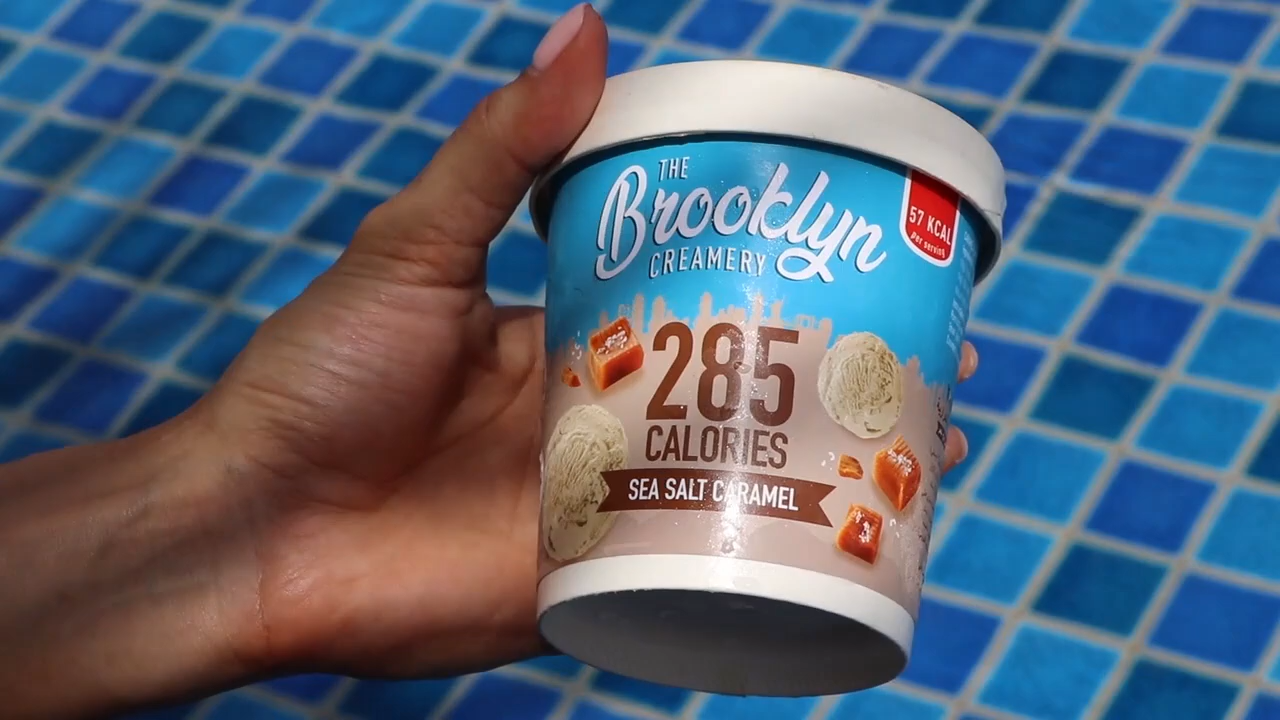 THE
Brooklyn
CREAMERY
57 KCAL
per serving
285
CALORIES
SEA SALT CARAMEL